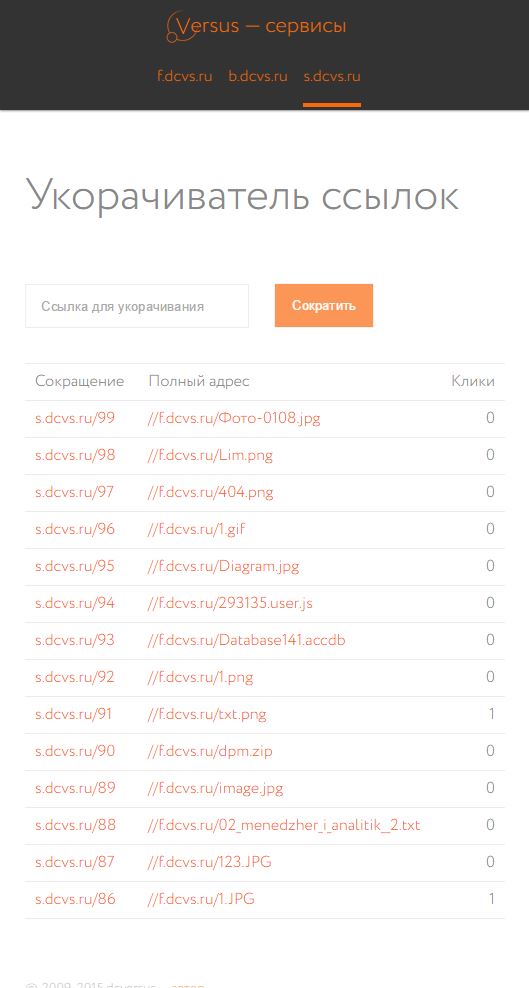 Versus — сервисы
f.dcvs.ru b.dcvs.ru s.dcvs.ru
Укорачиватель ссылок
Ссылка для укорачивания Сократить
Сокращение Полный адрес Клики
s.dcvs.ru/99 //f.dcvs.ru/Фото-0108.jpg 0
s.dcvs.ru/98 //f.dcvs.ru/Lim.png 0
s.dcvs.ru/97 //f.dcvs.ru/404.png 0
s.dcvs.ru/96 //f.dcvs.ru/1.gif 0
s.dcvs.ru/95 //f.dcvs.ru/Diagram.jpg 0
s.dcvs.ru/94 //f.dcvs.ru/293135.user.js 0
s.dcvs.ru/93 //f.dcvs.ru/Database141.accdb 0
s.dcvs.ru/92 //f.dcvs.ru/1.png 0
s.dcvs.ru/91 //f.dcvs.ru/txt.png 1
s.dcvs.ru/90 //f.dcvs.ru/dpm.zip 0
s.dcvs.ru/89 //f.dcvs.ru/image.jpg 0
s.dcvs.ru/88 //f.dcvs.ru/02_menedzher_i_analitik_2.txt 0
s.dcvs.ru/87 //f.dcvs.ru/123.JPG 0
s.dcvs.ru/86 //f.dcvs.ru/1.JPG 1
© 2009-2015 dcversus — автор